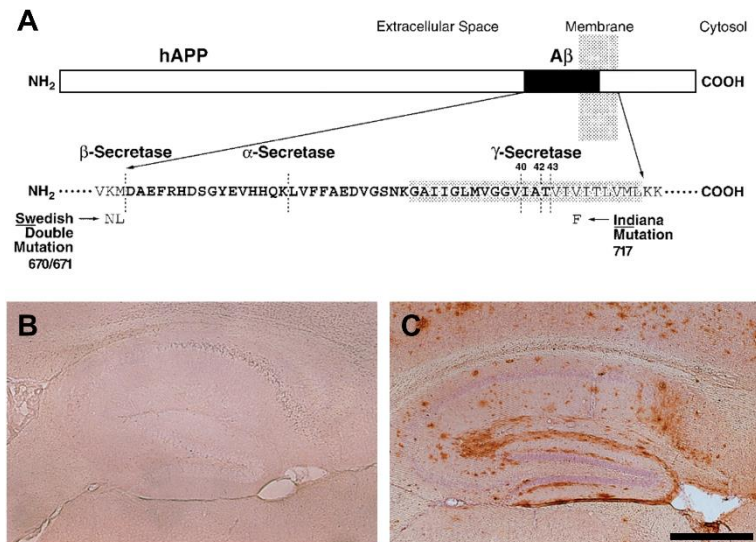 A
Extracellular Space Membrane Cytosol
hAPP Aβ
NH2 COOH
β-Secretase α-Secretase γ-Secretase
40 42 43
NH2 ······ VKMDAEFRHDSGYEVHHQKLVFFAEDVGSNKGAIIGLMVGGVVIATVIVITLVMLKK ······ COOH
Swedish → NL F ← Indiana
Double Mutation
Mutation 717
670/671
B
C